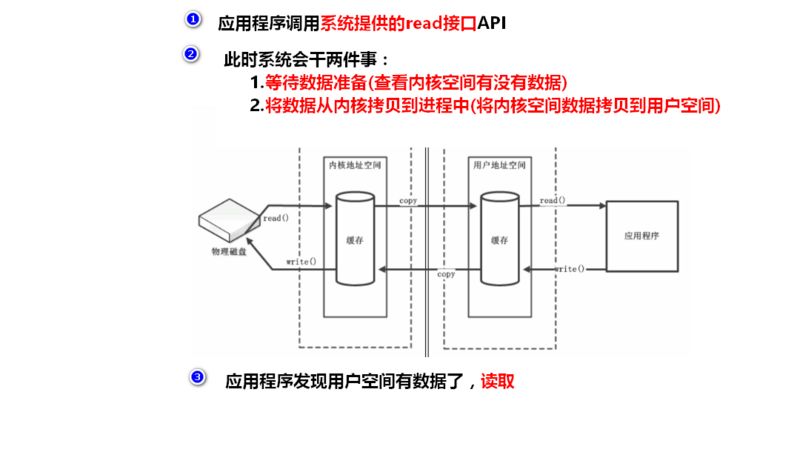 1 应用程序调用系统提供的read接口API
2 此时系统会干两件事：
1.等待数据准备(查看内核空间有没有数据)
2.将数据从内核拷贝到进程中(将内核空间数据拷贝到用户空间)
内核地址空间
用户地址空间
copy
read()
read()
缓存
缓存
应用程序
物理磁盘
write()
copy
write()
3 应用程序发现用户空间有数据了，读取